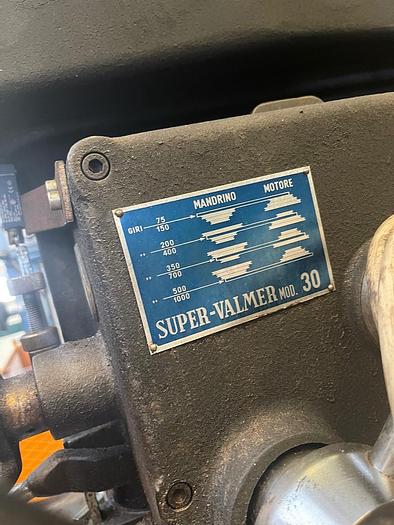 MANDRINO MOTORE
GIRI 75
150
" 200
400
" 350
700
" 500
1000
SUPER-VALMER MOD. 30